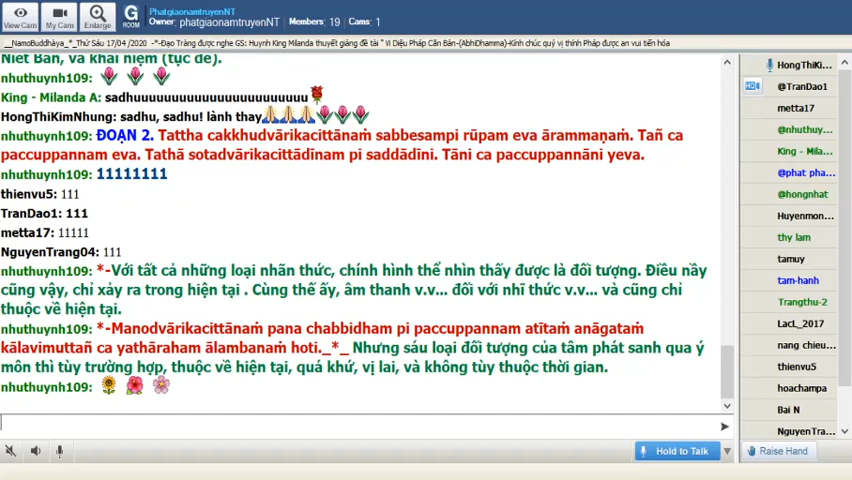 View Cam
My Cam
Enlarge
G
ROOM
PhatgiaonamtruyenNT
Owner: phatgiaonamtruyenNT Members: 19 Cams: 1
__NamoBuddhàya_*_Thứ Sáu 17/04 /2020 -*-Đạo Tràng được nghe GS: Huynh King Milanda thuyết giảng đề tài " Vi Diệu Pháp Căn Bản-(AbhDhamma)-Kính chúc quý vị thính Pháp được an vui tiến hóa
Niết Bàn, và khái niệm (tục đế).
nhuthuynh109:
King - Milanda A: sadhuuuuuuuuuuuuuuuuuuuuuuu
HongThiKimNhung: sadhu, sadhu! lành thay
nhuthuynh109: ĐOẠN 2. Tattha cakkhudvārikacittānaṁ sabbesampi rūpam eva ārammaṇaṁ. Tañ ca
paccuppannam eva. Tathā sotadvārikacittādīnam pi saddādīni. Tāni ca paccuppannāni yeva.
nhuthuynh109: 11111111
thienvu5: 111
TranDao1: 111
metta17: 11111
NguyenTrang04: 111
nhuthuynh109: *-Với tất cả những loại nhãn thức, chính hình thể nhìn thấy được là đối tượng. Điều nầy
cũng vậy, chỉ xảy ra trong hiện tại . Cùng thế ấy, âm thanh v.v... đối với nhĩ thức v.v... và cũng chỉ
thuộc về hiện tại.
nhuthuynh109: *-Manodvārikacittānaṁ pana chabbidham pi paccuppannam atītaṁ anāgataṁ
kālavimuttañ ca yathāraham ālambanaṁ hoti._*_ Nhưng sáu loại đối tượng của tâm phát sanh qua ý
môn thì tùy trường hợp, thuộc về hiện tại, quá khứ, vị lai, và không tùy thuộc thời gian.
nhuthuynh109:
Hold to Talk
HongThiKi...
@TranDao1
metta17
@nhuthuy...
King - Mila...
@phat pha...
@hongnhat
Huyenmon...
thy lam
tamuy
tam-hanh
Trangthu-2
LacL_2017
nang chieu...
thienvu5
hoachampa
Bai N
NguyenTra...
Raise Hand